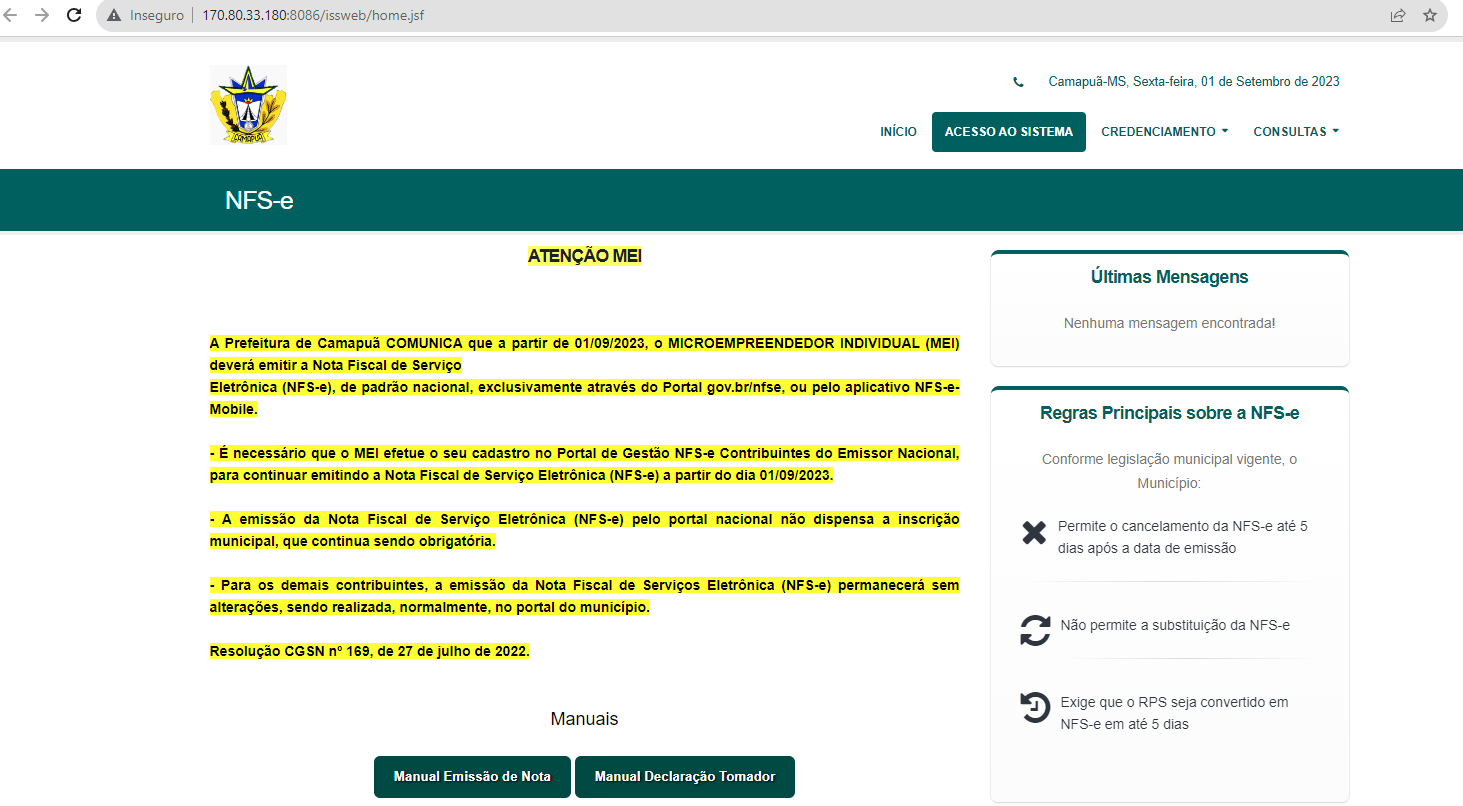 Inseguro | 170.80.33.180:8086/issweb/home.jsf
CAMAPUÃ
Camapuã-MS, Sexta-feira, 01 de Setembro de 2023
INÍCIO ACESSO AO SISTEMA CREDENCIAMENTO CONSULTAS
NFS-e
ATENÇÃO MEI
A Prefeitura de Camapuã COMUNICA que a partir de 01/09/2023, o MICROEMPREENDEDOR INDIVIDUAL (MEI)
deverá emitir a Nota Fiscal de Serviço
Eletrônica (NFS-e), de padrão nacional, exclusivamente através do Portal gov.br/nfse, ou pelo aplicativo NFS-e-
Mobile.
- É necessário que o MEI efetue o seu cadastro no Portal de Gestão NFS-e Contribuintes do Emissor Nacional,
para continuar emitindo a Nota Fiscal de Serviço Eletrônica (NFS-e) a partir do dia 01/09/2023.
- A emissão da Nota Fiscal de Serviço Eletrônica (NFS-e) pelo portal nacional não dispensa a inscrição
municipal, que continua sendo obrigatória.
- Para os demais contribuintes, a emissão da Nota Fiscal de Serviços Eletrônica (NFS-e) permanecerá sem
alterações, sendo realizada, normalmente, no portal do município.
Resolução CGSN nº 169, de 27 de julho de 2022.
Manuais
Manual Emissão de Nota Manual Declaração Tomador
Últimas Mensagens
Nenhuma mensagem encontrada!
Regras Principais sobre a NFS-e
Conforme legislação municipal vigente, o
Município:
Permite o cancelamento da NFS-e até 5
dias após a data de emissão
Não permite a substituição da NFS-e
Exige que o RPS seja convertido em
NFS-e em até 5 dias